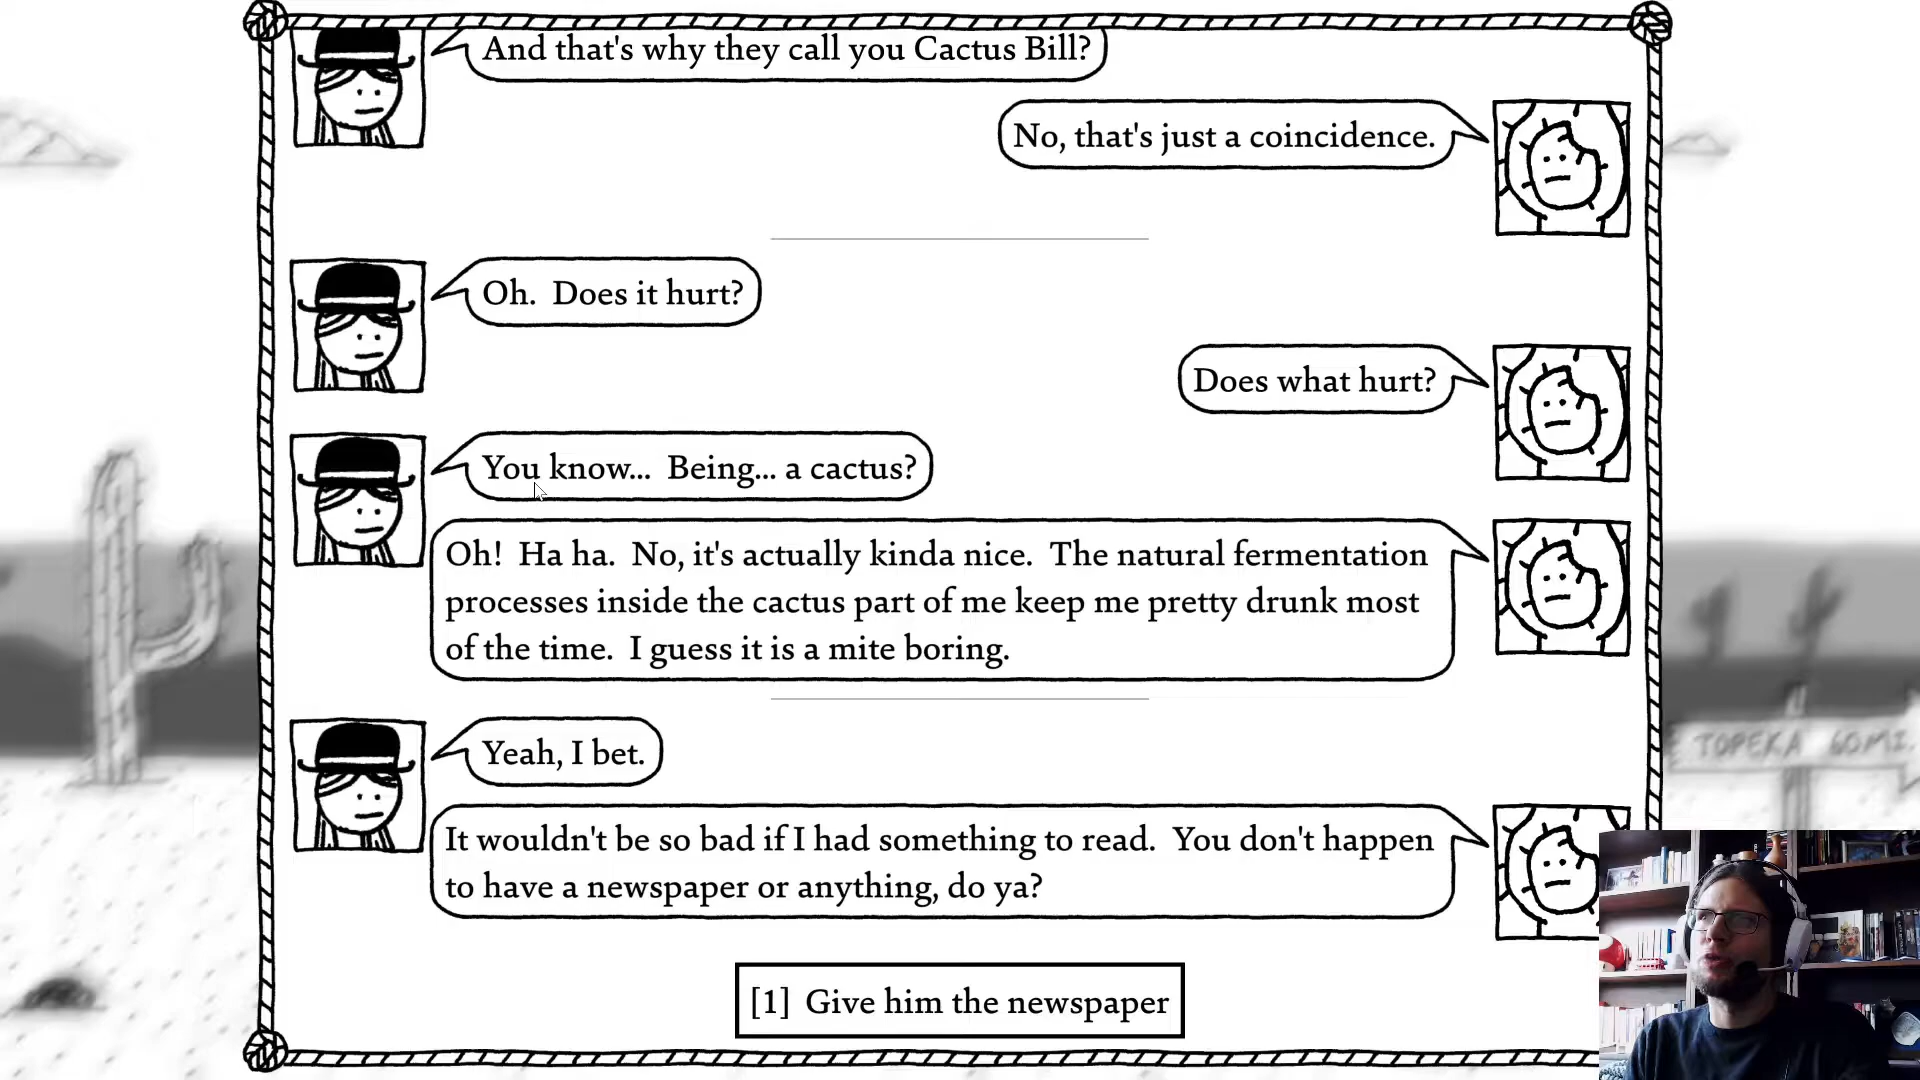 And that's why they call you Cactus Bill?
No, that's just a coincidence.
Oh.  Does it hurt?
Does what hurt?
You know...  Being... a cactus?
Oh!  Ha ha.  No, it's actually kinda nice.  The natural fermentation
processes inside the cactus part of me keep me pretty drunk most
of the time.  I guess it is a mite boring.
Yeah, I bet.
TOPEKA 60MI.
It wouldn't be so bad if I had something to read.  You don't happen
to have a newspaper or anything, do ya?
[1]  Give him the newspaper